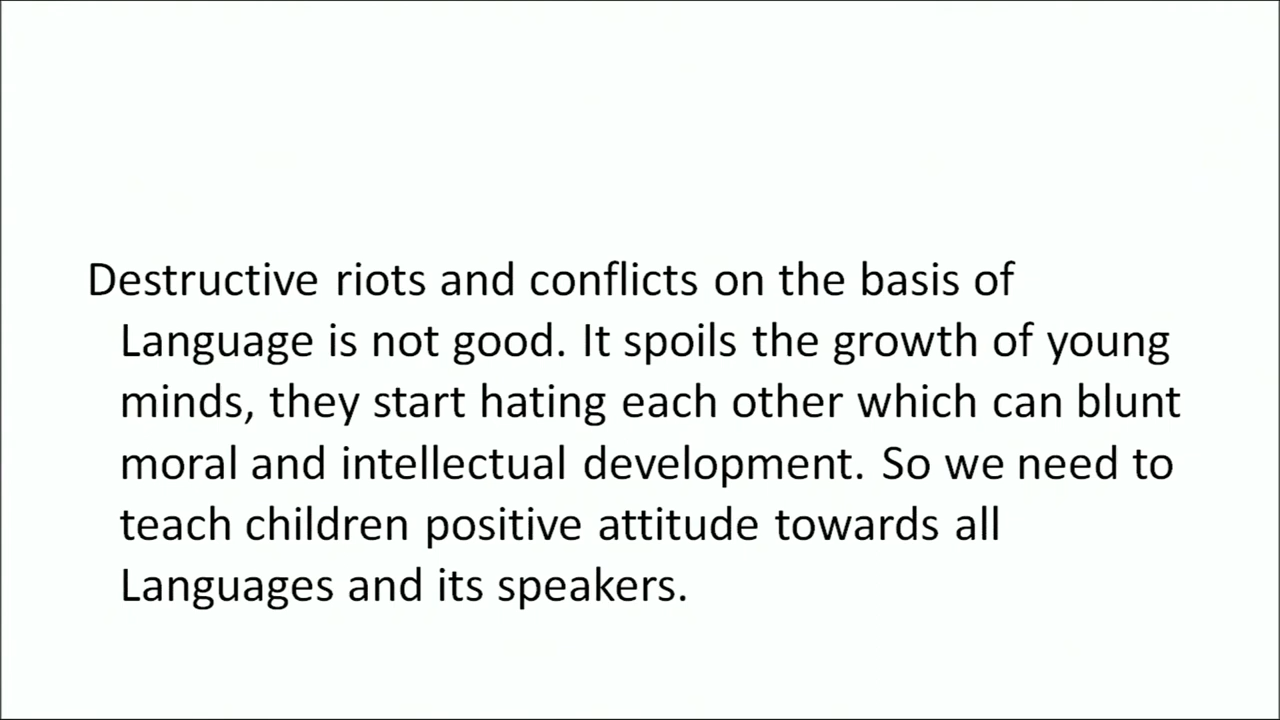 Destructive riots and conflicts on the basis of
Language is not good. It spoils the growth of young
minds, they start hating each other which can blunt
moral and intellectual development. So we need to
teach children positive attitude towards all
Languages and its speakers.